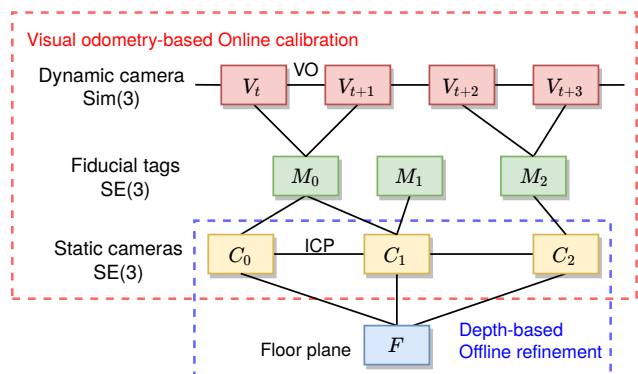 Visual odometry-based Online calibration
Dynamic camera
Sim(3)
VO
V_t
V_{t+1}
V_{t+2}
V_{t+3}
Fiducial tags
SE(3)
M_0
M_1
M_2
Static cameras
SE(3)
C_0
ICP
C_1
C_2
Floor plane
F
Depth-based
Offline refinement